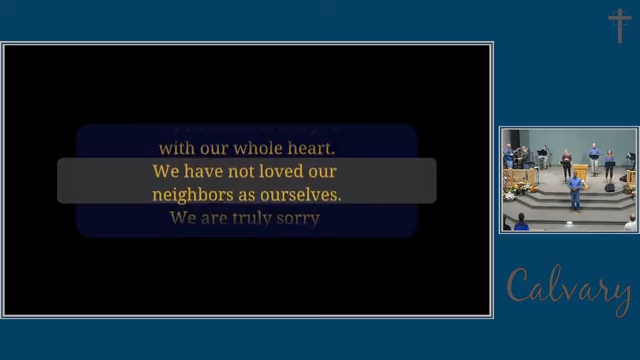 with our whole heart.
We have not loved our
neighbors as ourselves.
We are truly sorry
Calvary